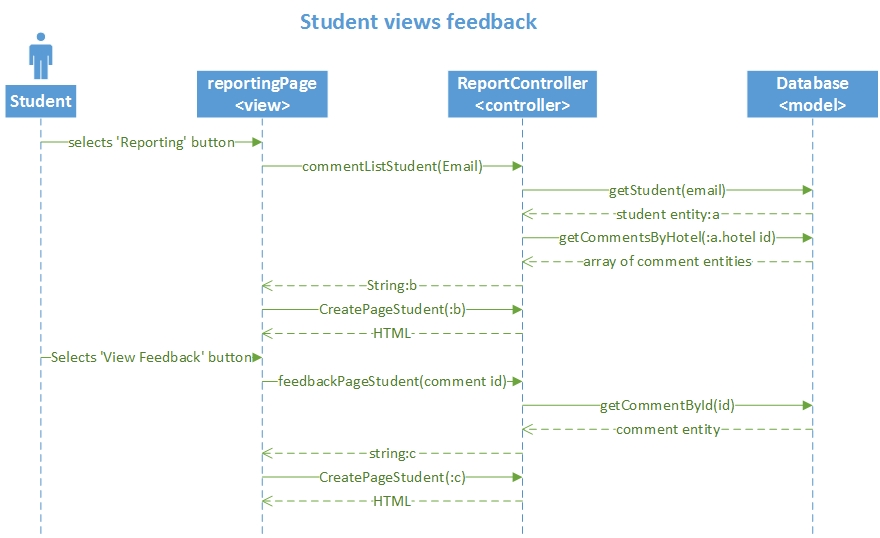 Student views feedback
Student
reportingPage
<view>
ReportController
<controller>
Database
<model>
selects 'Reporting' button
commentListStudent(Email)
getStudent(email)
student entity:a
getCommentsByHotel(:a.hotel id)
array of comment entities
String:b
CreatePageStudent(:b)
HTML
Selects 'View Feedback' button
feedbackPageStudent(comment id)
getCommentById(id)
comment entity
string:c
CreatePageStudent(:c)
HTML